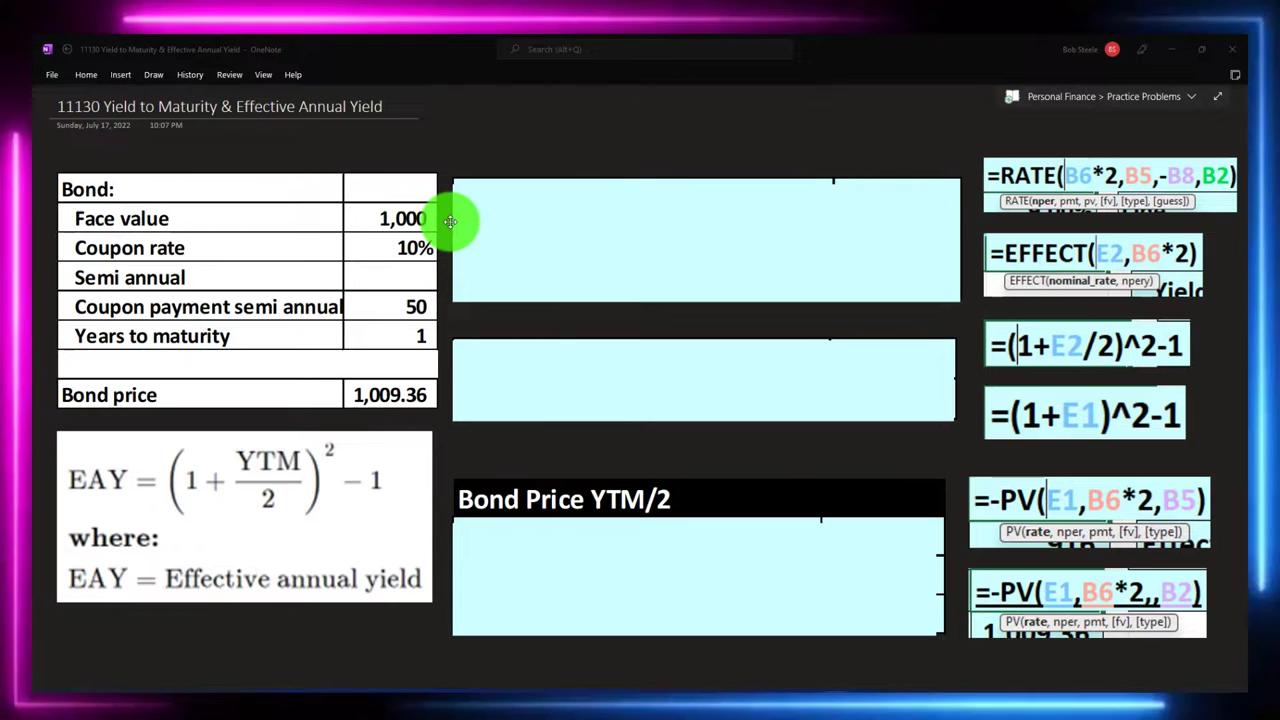 11130 Yield to Maturity & Effective Annual Yield - OneNote
Search (Alt+Q)
Bob Steele
BS
File Home Insert Draw History Review View Help
11130 Yield to Maturity & Effective Annual Yield
Sunday, July 17, 2022 10:07 PM
Personal Finance > Practice Problems
Bond:
Face value 1,000
Coupon rate 10%
Semi annual
Coupon payment semi annual 50
Years to maturity 1
Bond price 1,009.36
EAY = (1 + YTM/2)^2 − 1
where:
EAY = Effective annual yield
Bond Price YTM/2
=RATE(B6*2,B5,-B8,B2)
RATE(nper, pmt, pv, [fv], [type], [guess])
=EFFECT(E2,B6*2)
EFFECT(nominal_rate, npery)
Yield
=(1+E2/2)^2-1
=(1+E1)^2-1
=-PV(E1,B6*2,B5)
PV(rate, nper, pmt, [fv], [type])
=-PV(E1,B6*2,,B2)
PV(rate, nper, pmt, [fv], [type])
1,009.36